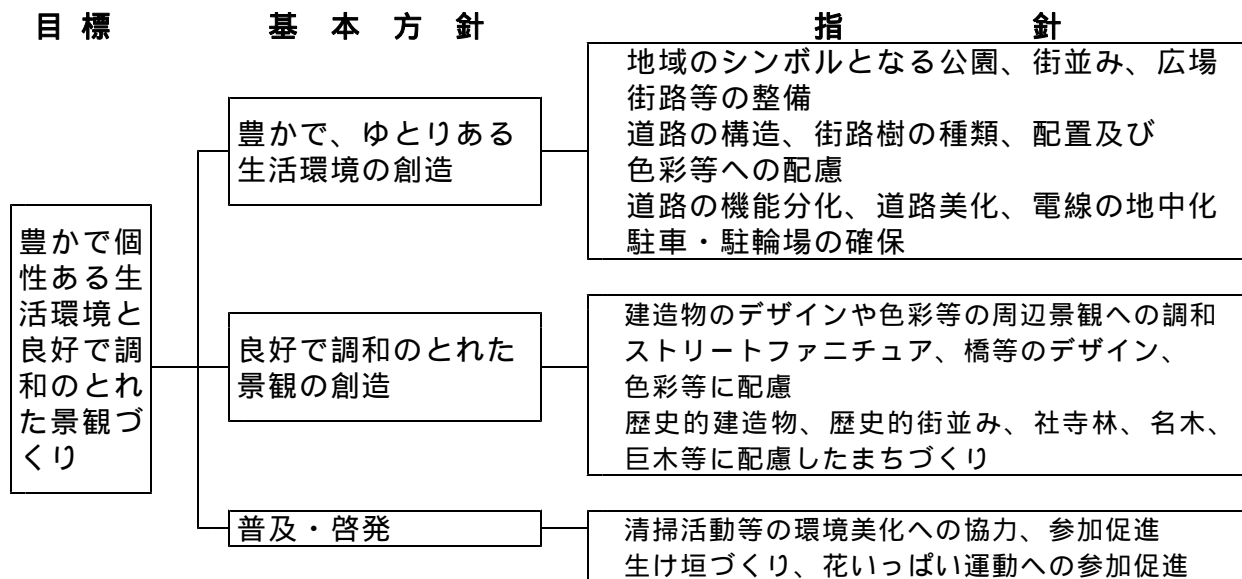 目標 基本方針 指針
豊かで個
性ある生
活環境と
良好で調
和のとれ
た景観づ
くり
豊かで、ゆとりある
生活環境の創造
地域のシンボルとなる公園、街並み、広場
街路等の整備
道路の構造、街路樹の種類、配置及び
色彩等への配慮
道路の機能分化、道路美化、電線の地中化
駐車・駐輪場の確保
良好で調和のとれた
景観の創造
建造物のデザインや色彩等の周辺景観への調和
ストリートファニチュア、橋等のデザイン、
色彩等に配慮
歴史的建造物、歴史的街並み、社寺林、名木、
巨木等に配慮したまちづくり
普及・啓発
清掃活動等の環境美化への協力、参加促進
生け垣づくり、花いっぱい運動への参加促進